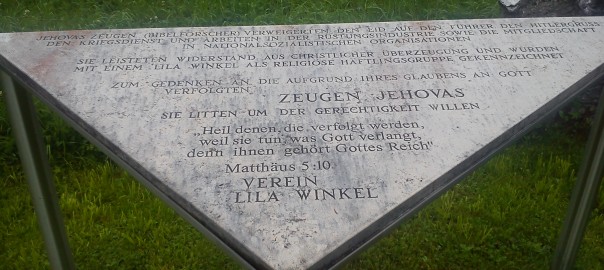 JEHOVAS ZEUGEN (BIBELFORSCHER) VERWEIGERTEN DEN EID AUF DEN FÜHRER DEN HITLERGRUSS
DEN KRIEGSDIENST UND ARBEITEN IN DER RÜSTUNGSINDUSTRIE SOWIE DIE MITGLIEDSCHAFT
IN NATIONALSOZIALISTISCHEN ORGANISATIONEN
SIE LEISTETEN WIDERSTAND AUS CHRISTLICHER ÜBERZEUGUNG UND WURDEN
MIT EINEM "LILA WINKEL" ALS RELIGIÖSE HÄFTLINGSGRUPPE GEKENNZEICHNET
ZUM GEDENKEN AN DIE AUFGRUND IHRES GLAUBENS AN GOTT
VERFOLGTEN ZEUGEN JEHOVAS
SIE LITTEN UM DER GERECHTIGKEIT WILLEN
„Heil denen, die verfolgt werden,
weil sie tun, was Gott verlangt,
denn ihnen gehört Gottes Reich"
Matthäus 5:10.
VEREIN
LILA WINKEL